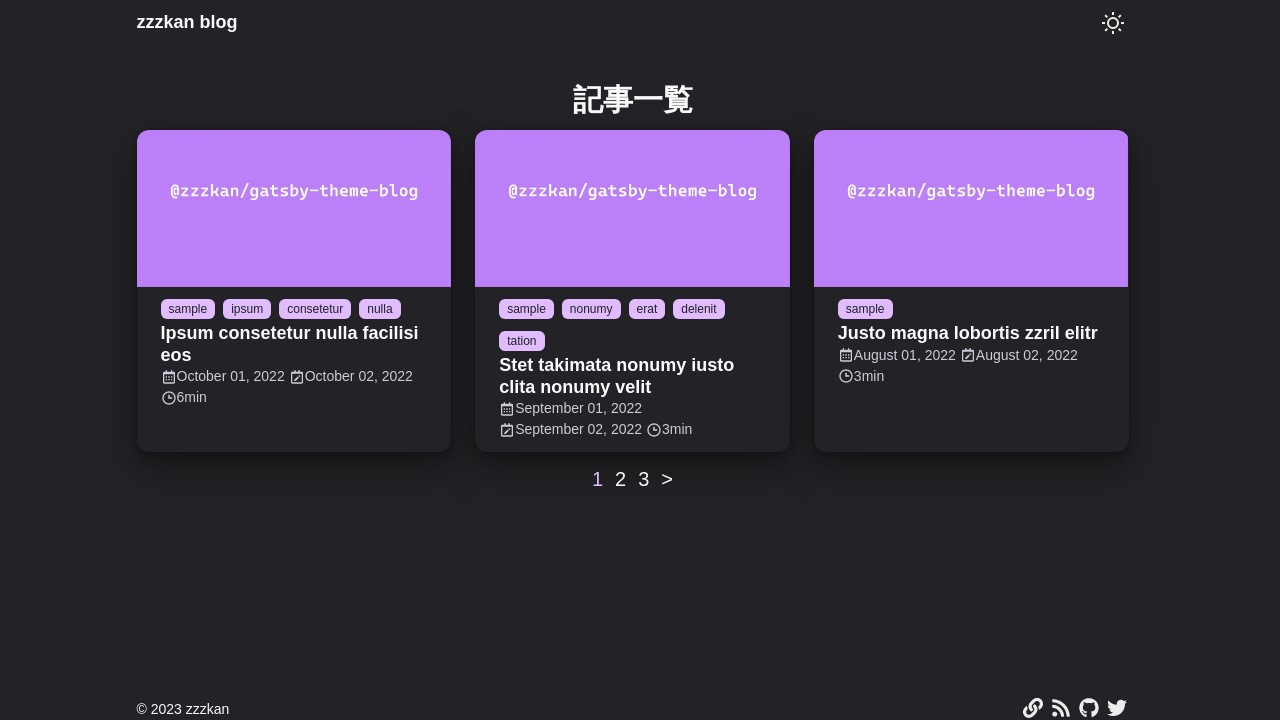 zzzkan blog
記事一覧
@zzzkan/gatsby-theme-blog
sample ipsum consetetur nulla
Ipsum consetetur nulla facilisi
eos
October 01, 2022 October 02, 2022
6min
@zzzkan/gatsby-theme-blog
sample nonumy erat delenit
tation
Stet takimata nonumy iusto
clita nonumy velit
September 01, 2022
September 02, 2022 3min
@zzzkan/gatsby-theme-blog
sample
Justo magna lobortis zzril elitr
August 01, 2022 August 02, 2022
3min
1 2 3 >
© 2023 zzzkan